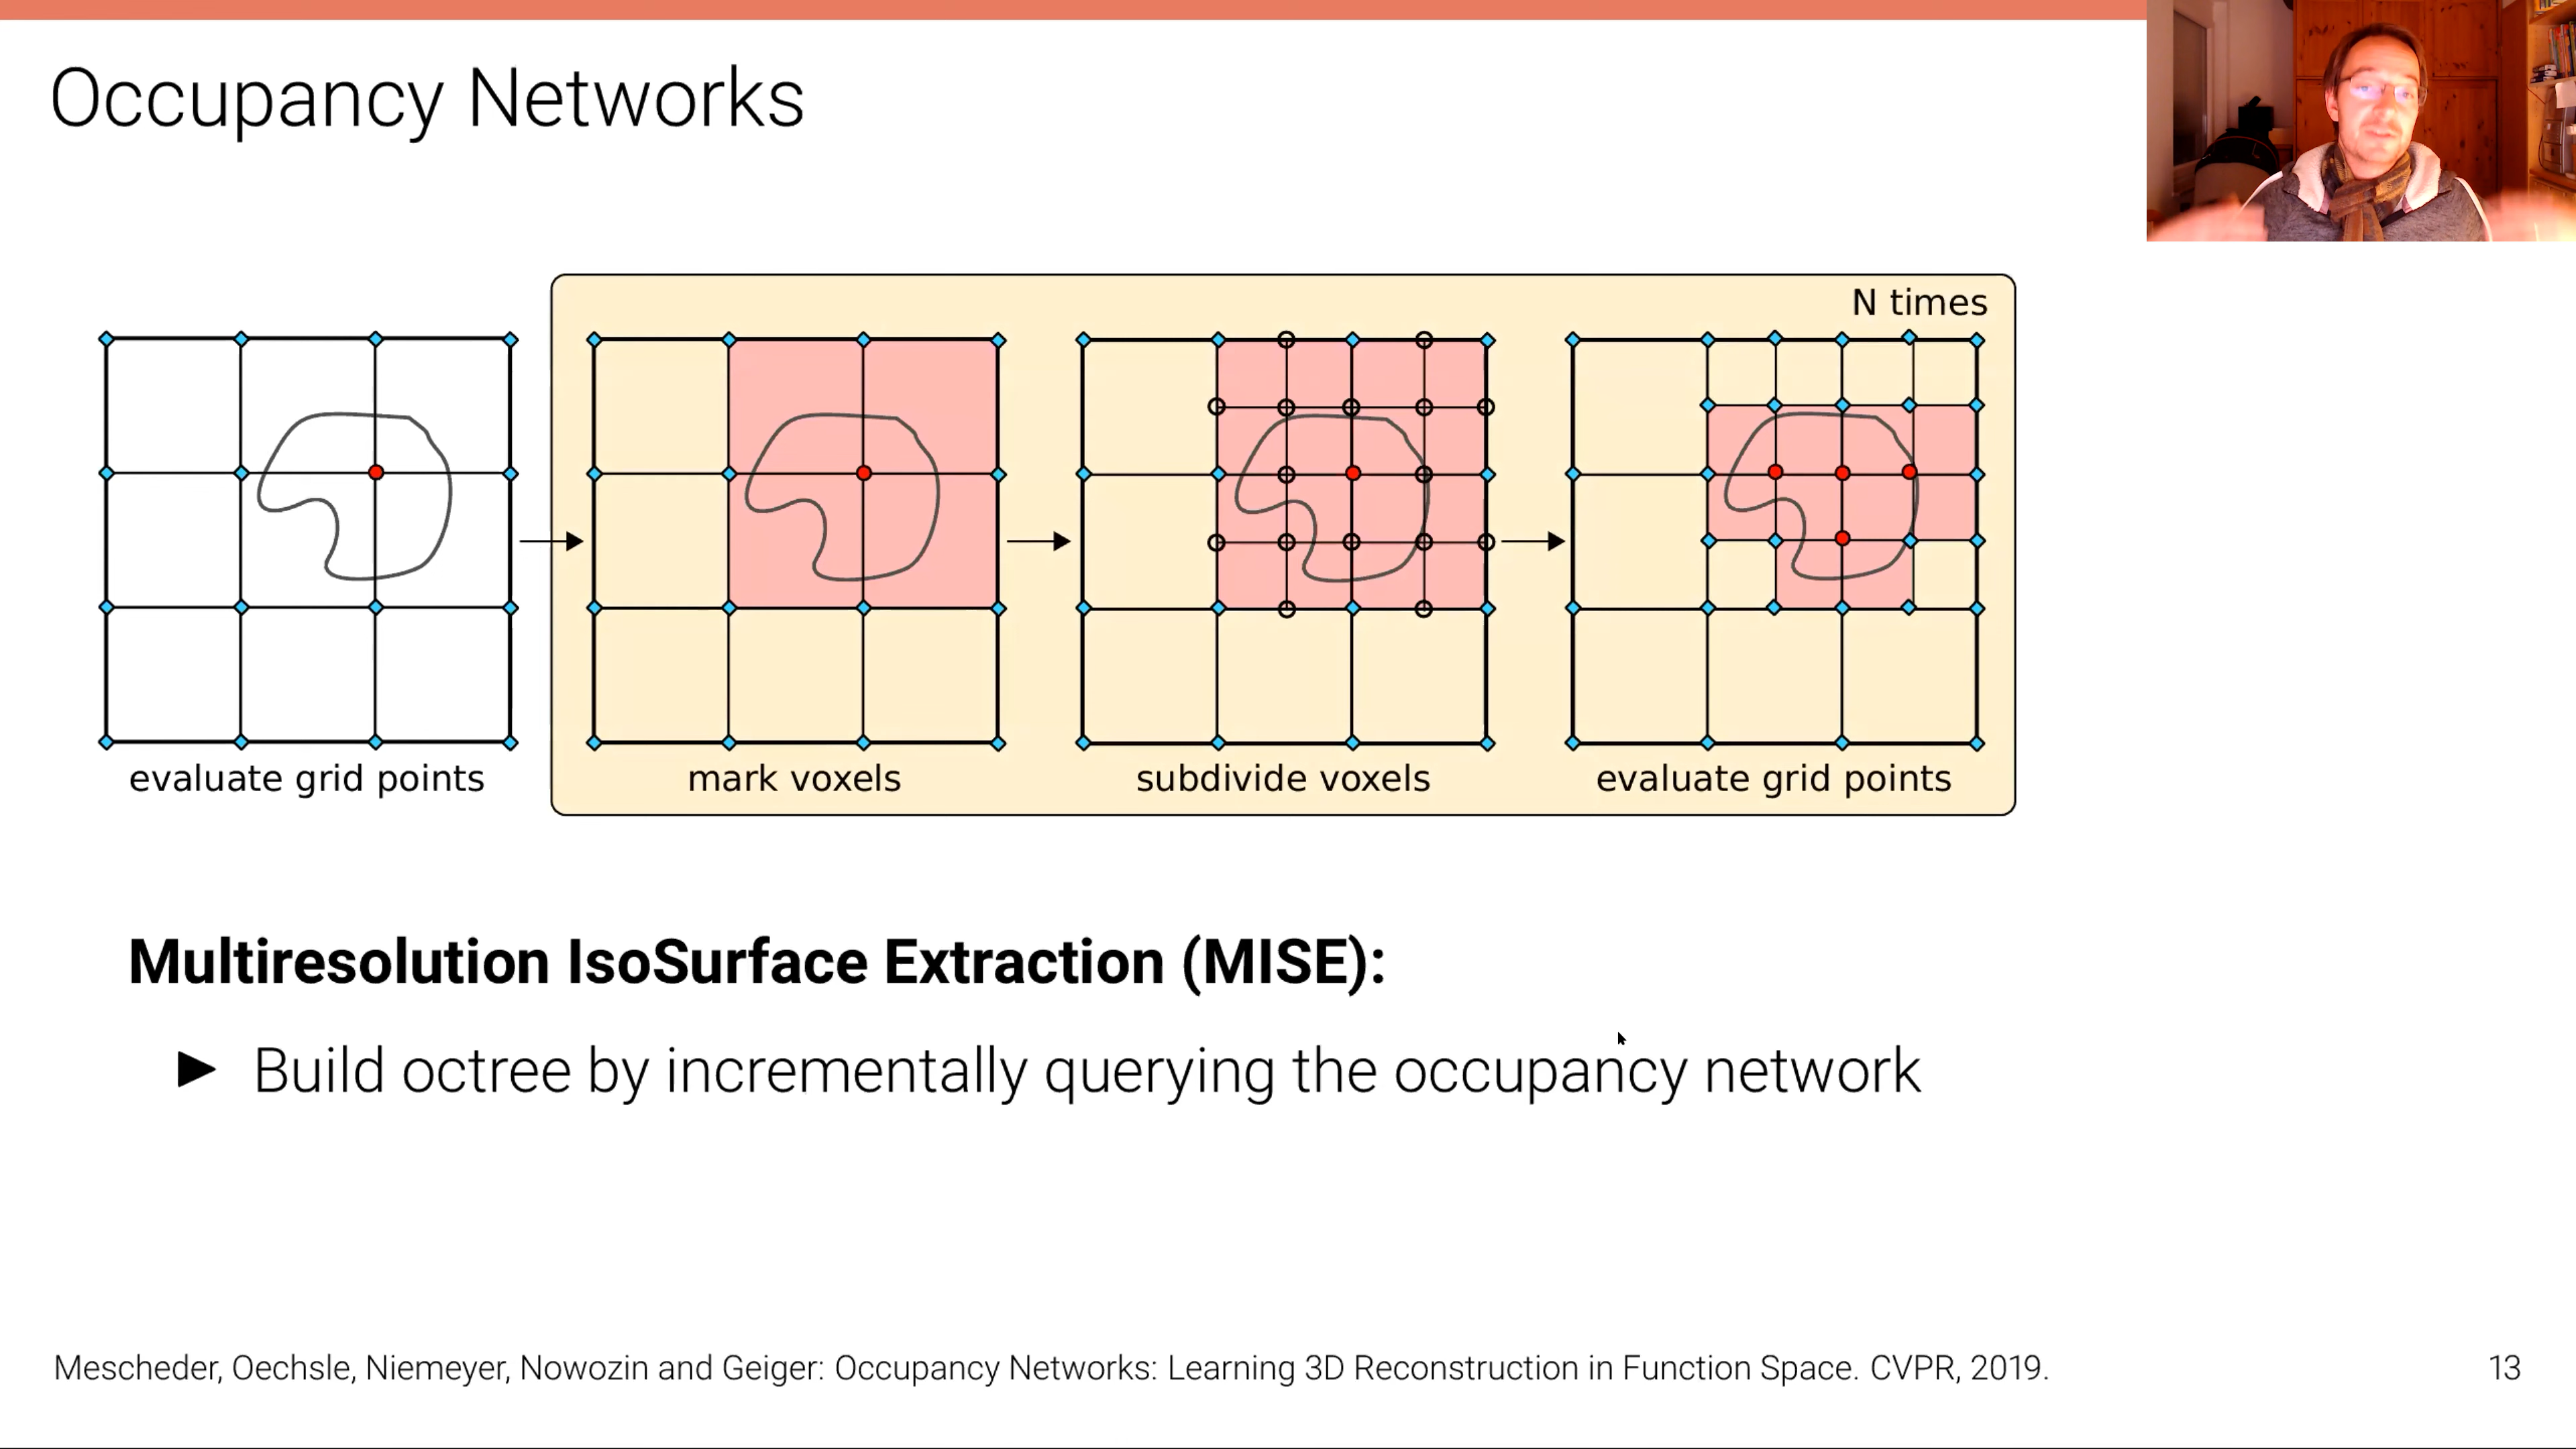 Occupancy Networks
N times
evaluate grid points
mark voxels
subdivide voxels
evaluate grid points
Multiresolution IsoSurface Extraction (MISE):
► Build octree by incrementally querying the occupancy network
Mescheder, Oechsle, Niemeyer, Nowozin and Geiger: Occupancy Networks: Learning 3D Reconstruction in Function Space. CVPR, 2019.
13